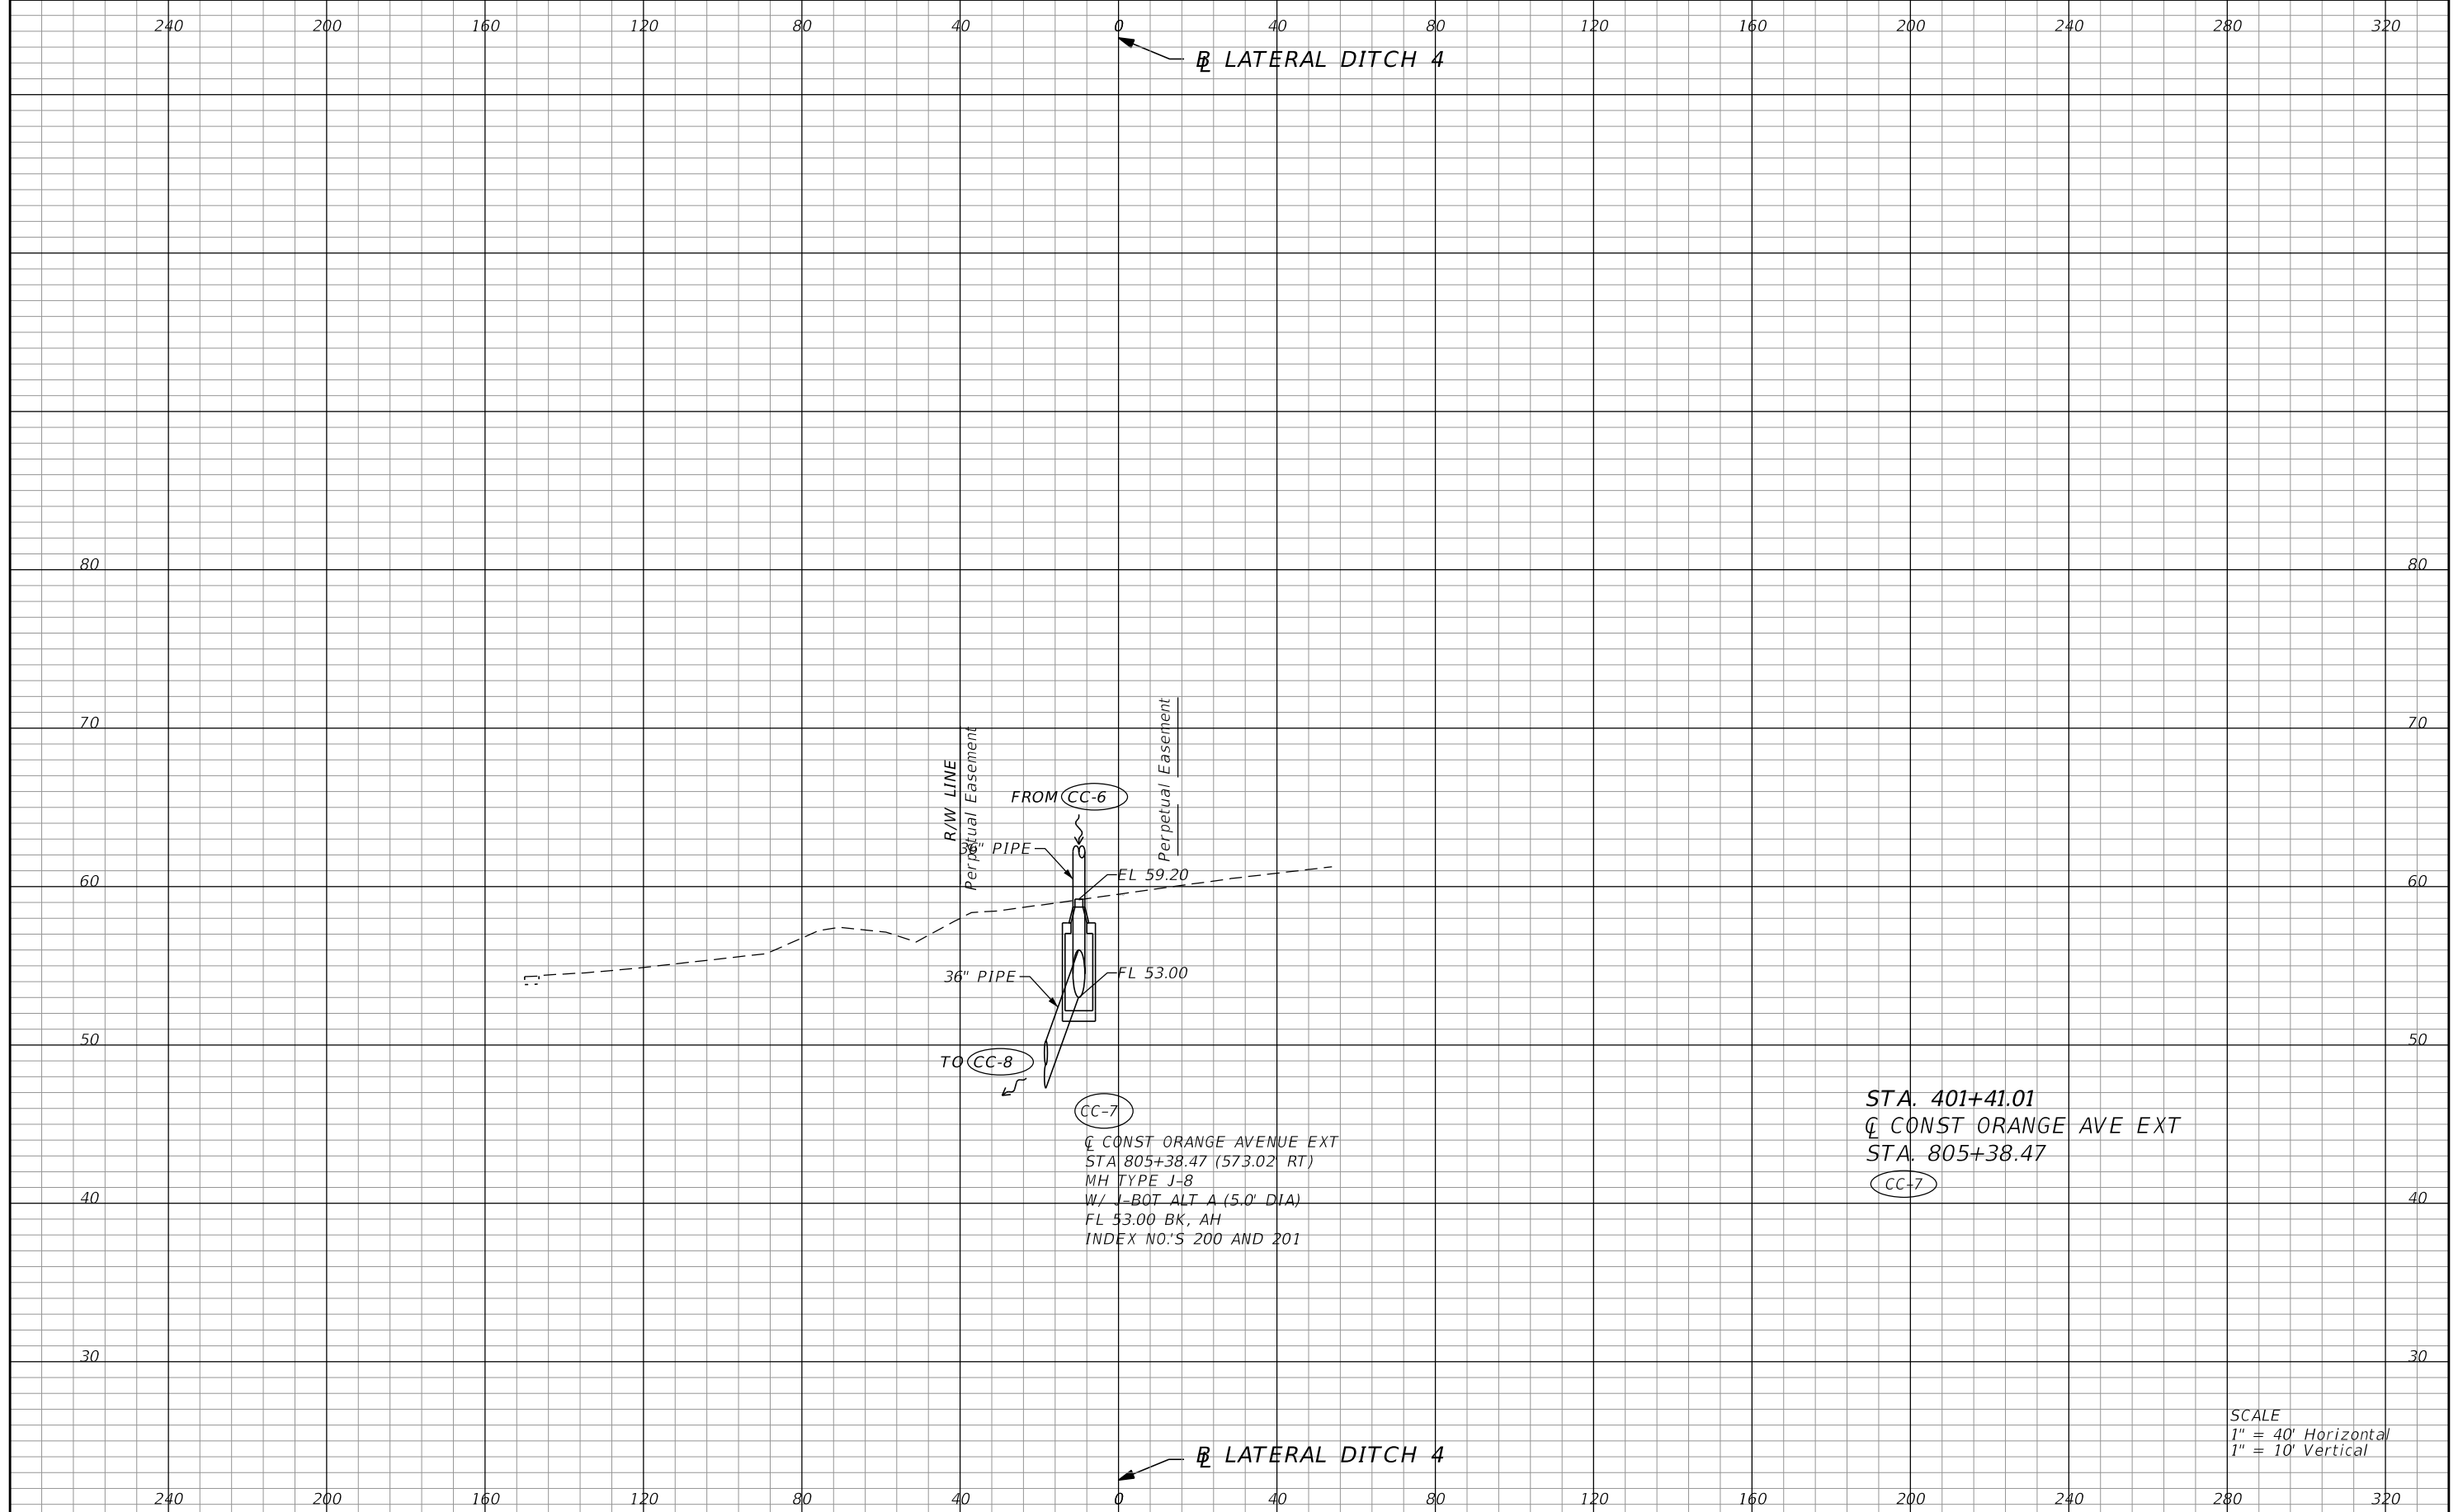 240 200 160 120 80 40 0 40 80 120 160 200 240 280 320
BL LATERAL DITCH 4
80 80
70 70
R/W LINE
Perpetual Easement
Perpetual Easement
FROM CC-6
36" PIPE
EL 59.20
60 60
36" PIPE
FL 53.00
50 50
TO CC-8
CC-7
℄ CONST ORANGE AVENUE EXT
STA 805+38.47 (573.02' RT)
MH TYPE J-8
W/ J-BOT ALT A (5.0' DIA)
FL 53.00 BK, AH
INDEX NO.'S 200 AND 201
STA. 401+41.01
℄ CONST ORANGE AVE EXT
STA. 805+38.47
CC-7
40 40
30 30
SCALE
1" = 40' Horizontal
1" = 10' Vertical
BL LATERAL DITCH 4
240 200 160 120 80 40 0 40 80 120 160 200 240 280 320